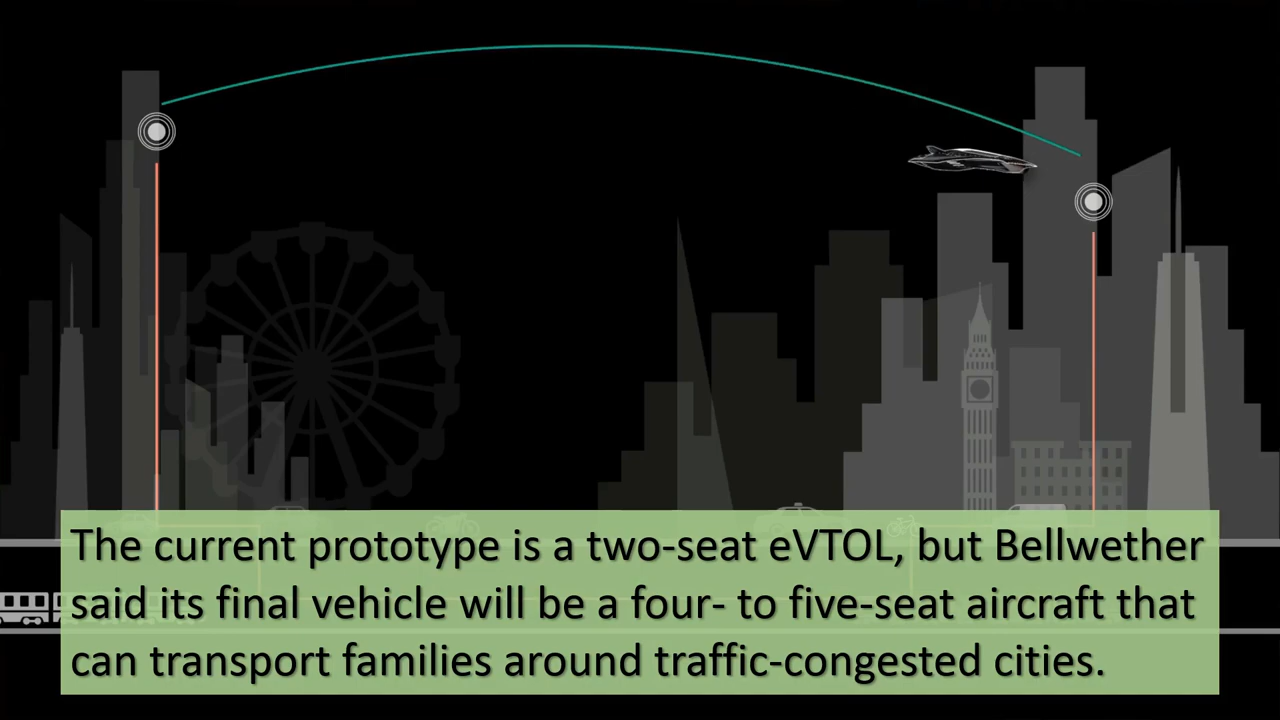 The current prototype is a two-seat eVTOL, but Bellwether
said its final vehicle will be a four- to five-seat aircraft that
can transport families around traffic-congested cities.